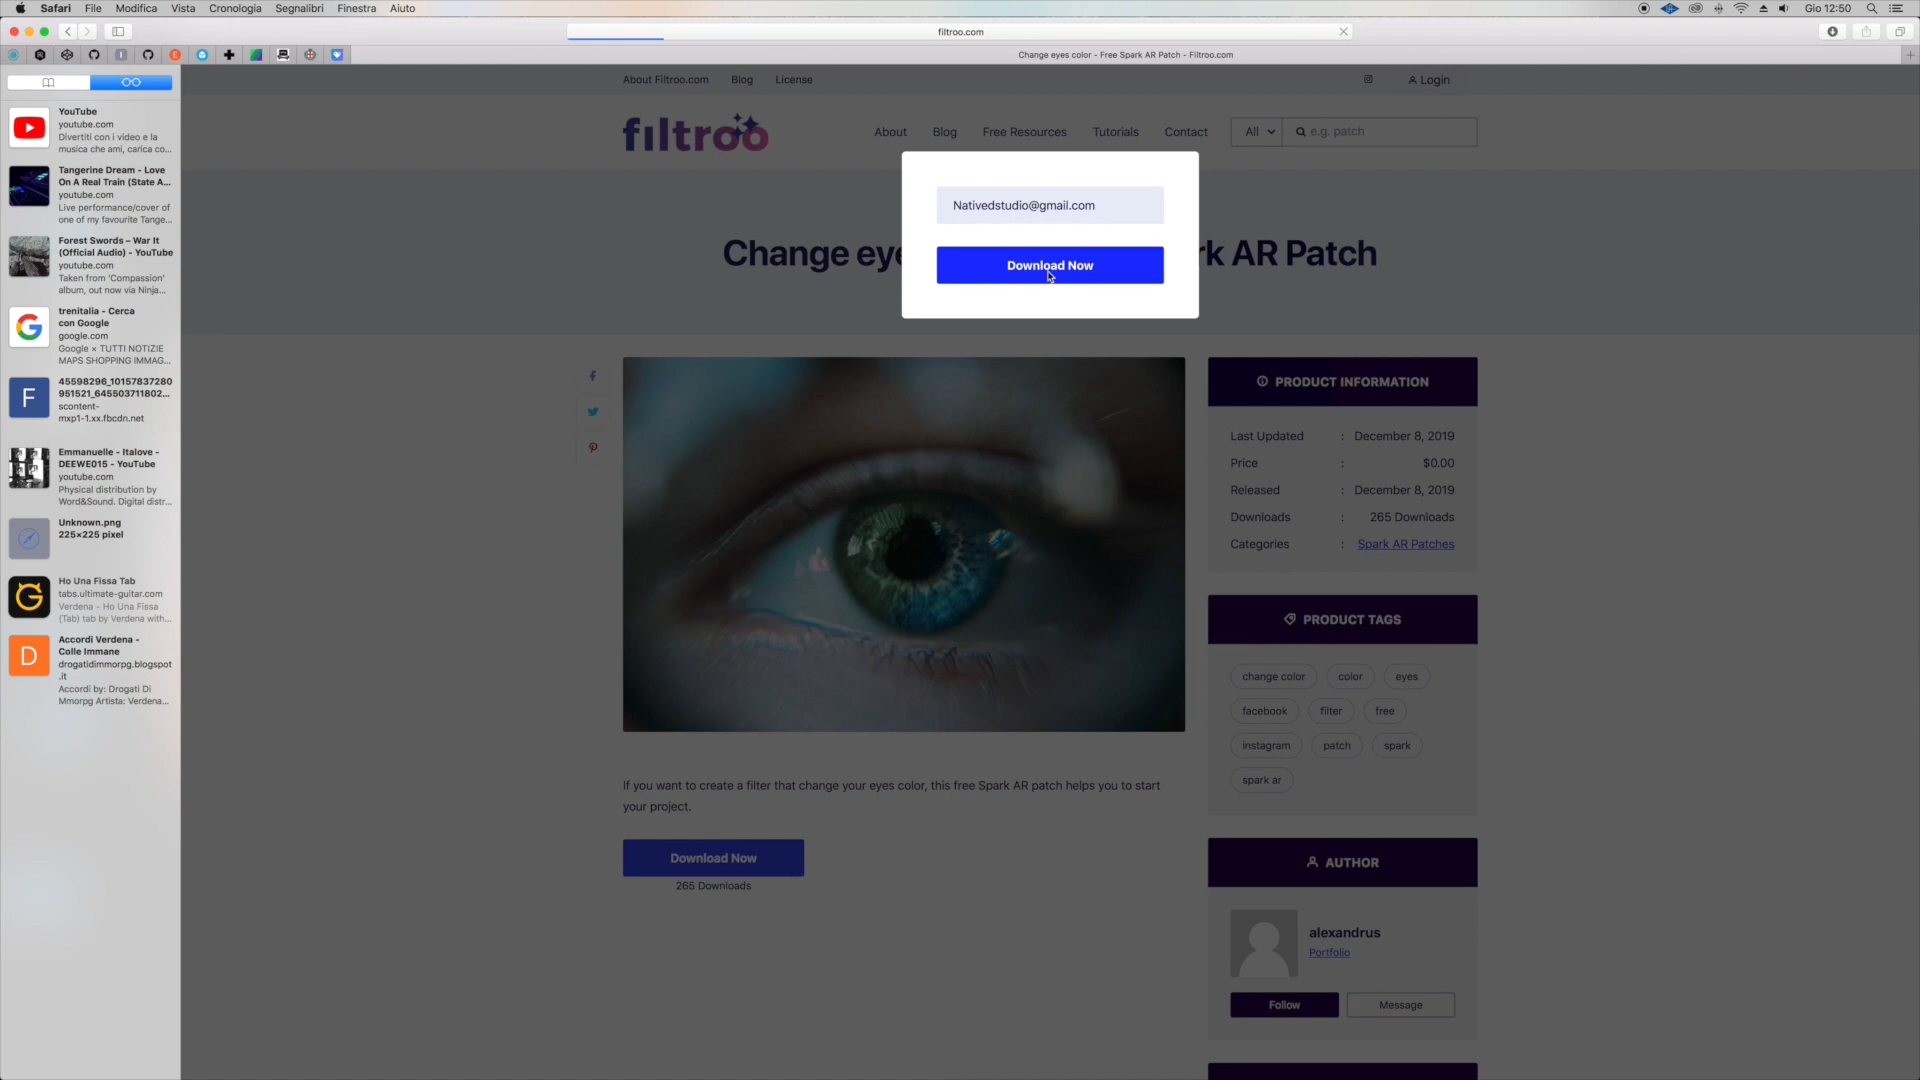 Safari File Modifica Vista Cronologia Segnalibri Finestra Aiuto Gio 12:50
filtroo.com
Change eyes color - Free Spark AR Patch - Filtroo.com
YouTube
youtube.com
Divertiti con i video e la
musica che ami, carica co...
Tangerine Dream - Love
On A Real Train (State A...
youtube.com
Live performance/cover of
one of my favourite Tange...
Forest Swords – War It
(Official Audio) - YouTube
youtube.com
Taken from 'Compassion'
album, out now via Ninja...
trenitalia - Cerca
con Google
google.com
Google × TUTTI NOTIZIE
MAPS SHOPPING IMMAG...
F
45598296_10157837280
951521_645503711802...
scontent-
mxp1-1.xx.fbcdn.net
Emmanuelle - Italove -
DEEWE015 - YouTube
youtube.com
Physical distribution by
Word&Sound. Digital distr...
Unknown.png
225×225 pixel
Ho Una Fissa Tab
tabs.ultimate-guitar.com
Verdena - Ho Una Fissa
(Tab) tab by Verdena with...
D
Accordi Verdena -
Colle Immane
drogatidimmorpg.blogspot
.it
Accordi by: Drogati Di
Mmorpg Artista: Verdena...
About Filtroo.com Blog License Login
filtroo
About Blog Free Resources Tutorials Contact All e.g. patch
Nativedstudio@gmail.com
Download Now
Change eye rk AR Patch
PRODUCT INFORMATION
Last Updated : December 8, 2019
Price : $0.00
Released : December 8, 2019
Downloads : 265 Downloads
Categories : Spark AR Patches
PRODUCT TAGS
change color color eyes
facebook filter free
instagram patch spark
spark ar
If you want to create a filter that change your eyes color, this free Spark AR patch helps you to start
your project.
Download Now
265 Downloads
AUTHOR
alexandrus
Portfolio
Follow Message